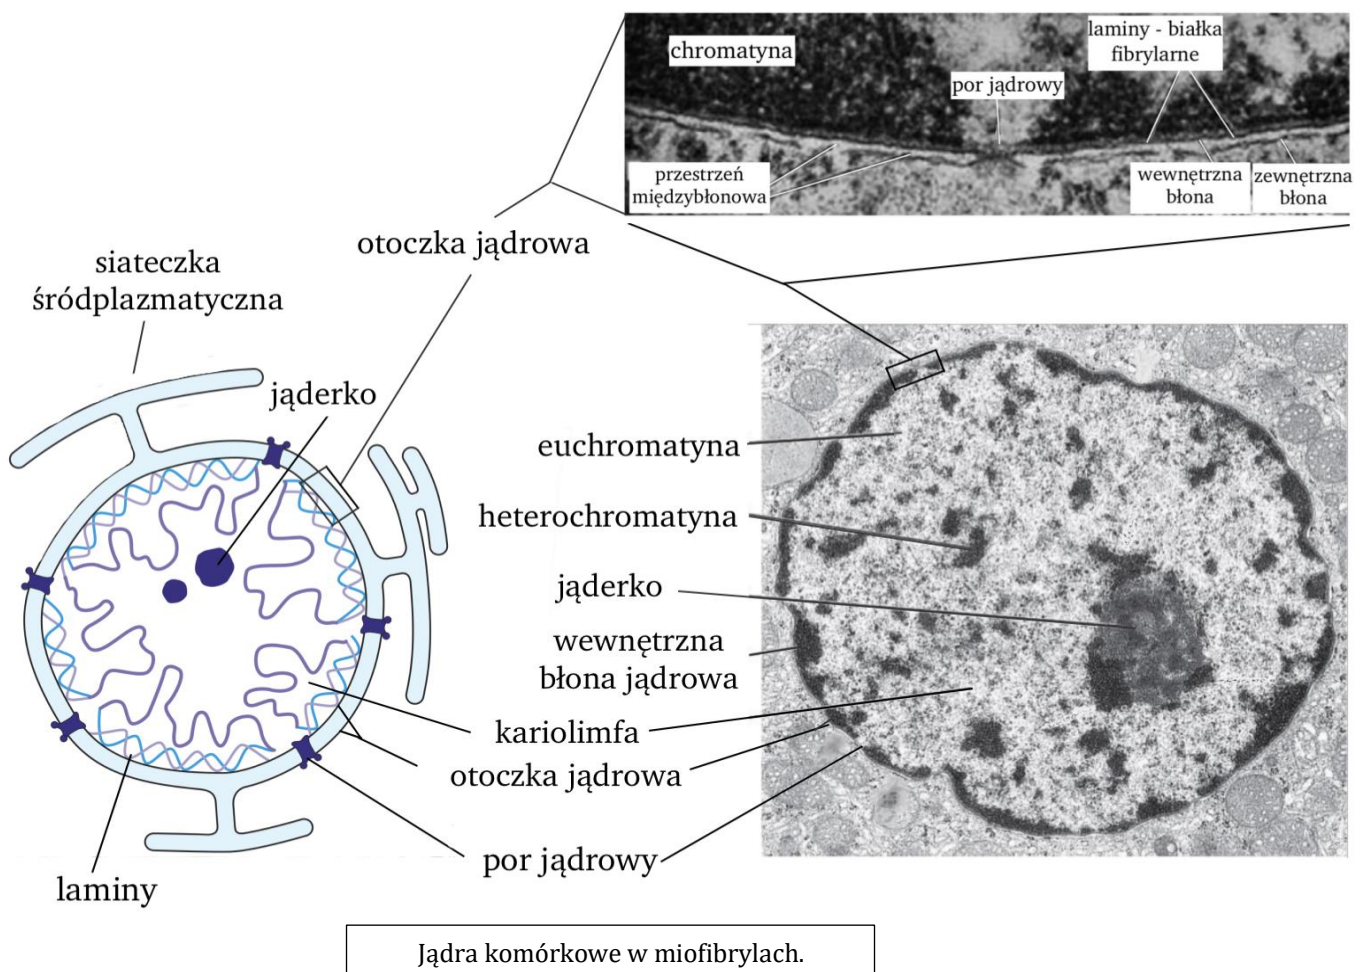 chromatyna
laminy - białka
fibrylarne
por jądrowy
przestrzeń
międzybłonowa
wewnętrzna
błona
zewnętrzna
błona
otoczka jądrowa
siateczka
śródplazmatyczna
jąderko
euchromatyna
heterochromatyna
jąderko
wewnętrzna
błona jądrowa
kariolimfa
otoczka jądrowa
por jądrowy
laminy
Jądra komórkowe w miofibrylach.